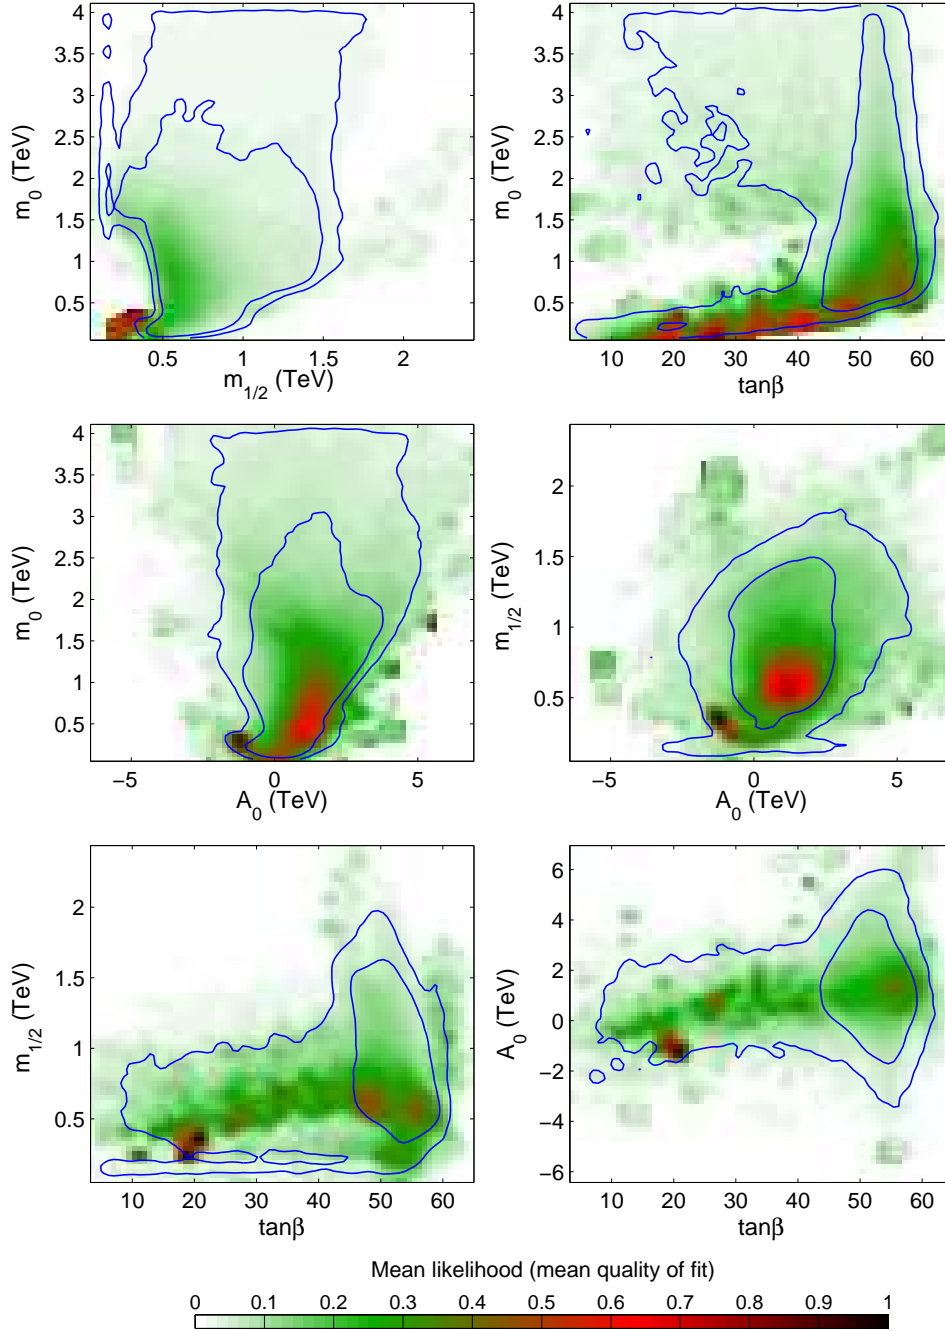 4
3.5
3
2.5
2
1.5
1
0.5
m0 (TeV)
0.5 1 1.5 2
m1/2 (TeV)
4
3.5
3
2.5
2
1.5
1
0.5
m0 (TeV)
10 20 30 40 50 60
tanβ
4
3.5
3
2.5
2
1.5
1
0.5
m0 (TeV)
−5 0 5
A0 (TeV)
2
1.5
1
0.5
m1/2 (TeV)
−5 0 5
A0 (TeV)
2
1.5
1
0.5
m1/2 (TeV)
10 20 30 40 50 60
tanβ
6
4
2
0
−2
−4
−6
A0 (TeV)
10 20 30 40 50 60
tanβ
Mean likelihood (mean quality of fit)
0 0.1 0.2 0.3 0.4 0.5 0.6 0.7 0.8 0.9 1